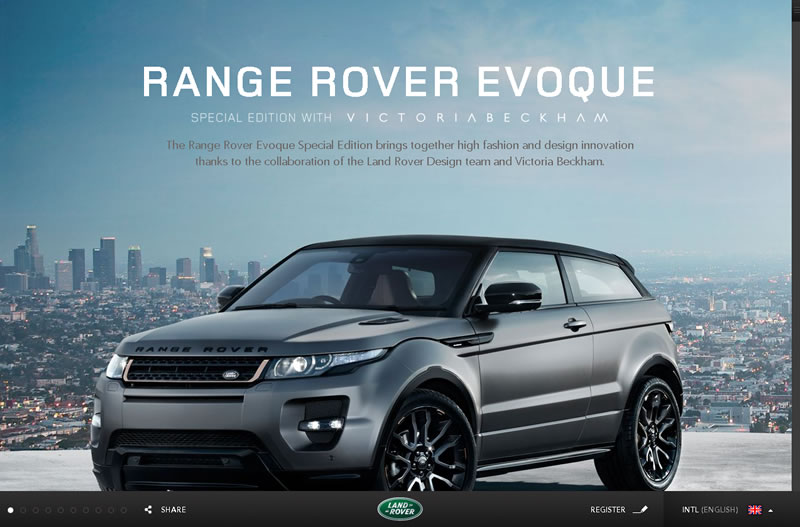 RANGE ROVER EVOQUE
SPECIAL EDITION WITH VICTORIABECKHAM
The Range Rover Evoque Special Edition brings together high fashion and design innovation
thanks to the collaboration of the Land Rover Design team and Victoria Beckham.
RANGE ROVER
SHARE
LAND-
-ROVER
REGISTER
INTL (ENGLISH)